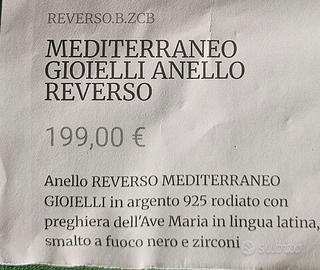 REVERSO.B.ZCB
MEDITERRANEO
GIOIELLI ANELLO
REVERSO
199,00 €
Anello REVERSO MEDITERRANEO
GIOIELLI in argento 925 rodiato con
preghiera dell'Ave Maria in lingua latina,
smalto a fuoco nero e zirconi
subito